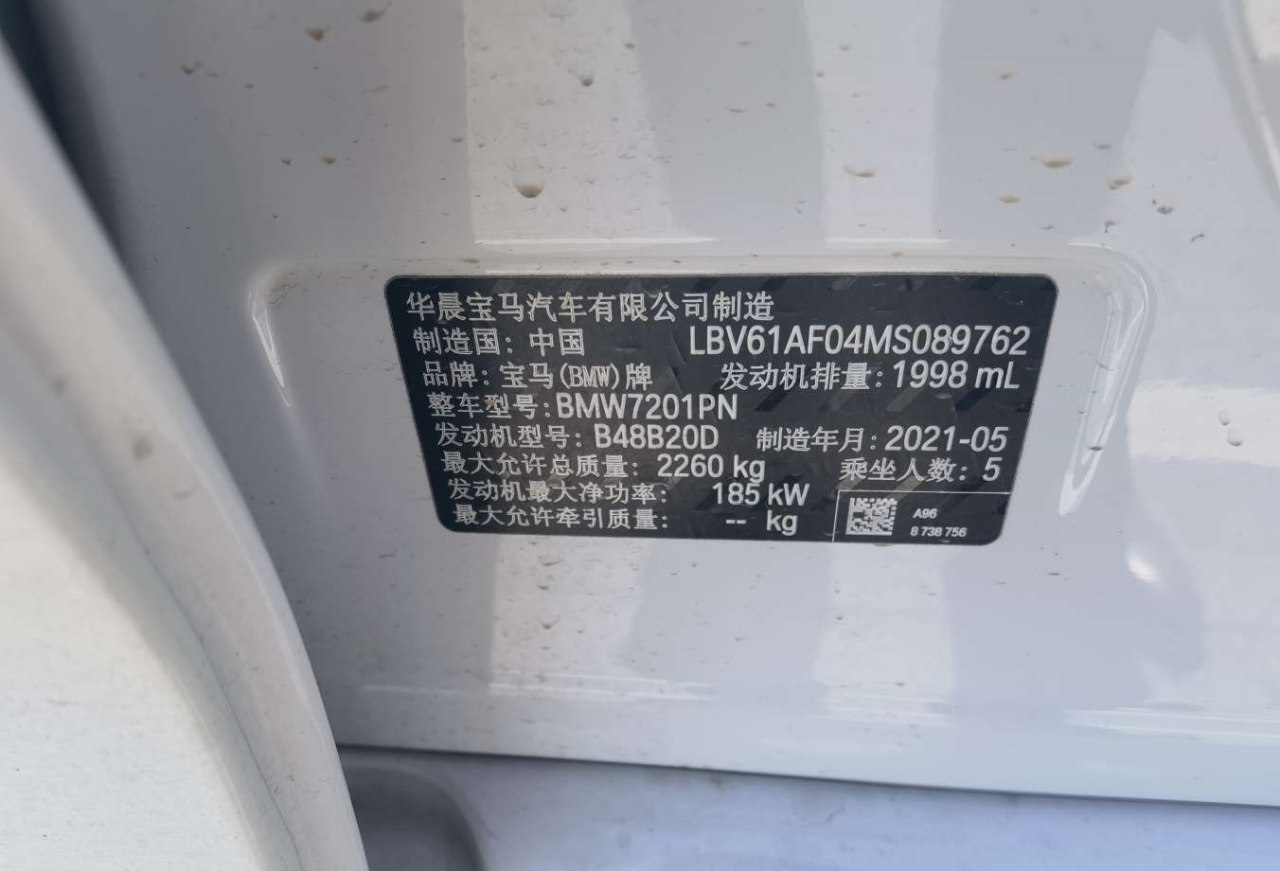 华晨宝马汽车有限公司制造
制造国：中国 LBV61AF04MS089762
品牌：宝马(BMW)牌 发动机排量：1998 mL
整车型号：BMW7201PN
发动机型号：B48B20D 制造年月：2021-05
最大允许总质量：2260 kg 乘坐人数：5
发动机最大净功率：185 kW
最大允许牵引质量：-- kg
A96
8 738 756